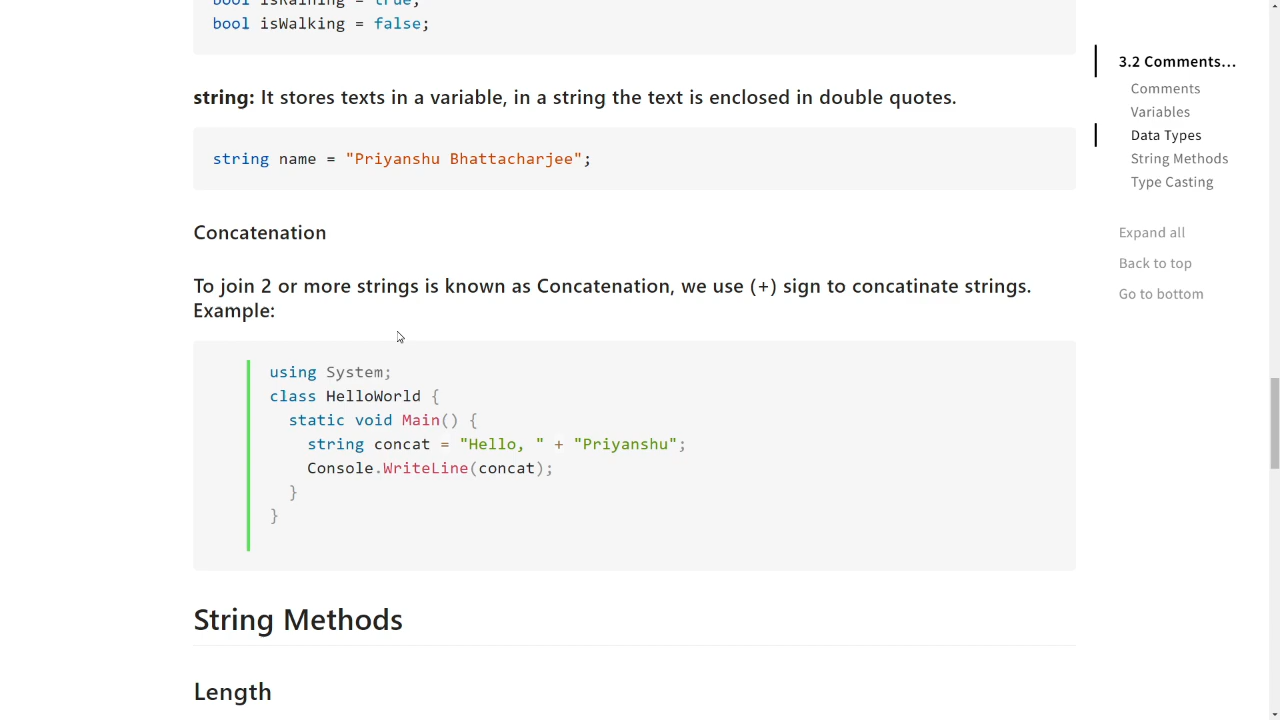 bool isRaining = true;
bool isWalking = false;
string: It stores texts in a variable, in a string the text is enclosed in double quotes.
string name = "Priyanshu Bhattacharjee";
Concatenation
To join 2 or more strings is known as Concatenation, we use (+) sign to concatinate strings.
Example:
using System;
class HelloWorld {
static void Main() {
string concat = "Hello, " + "Priyanshu";
Console.WriteLine(concat);
}
}
String Methods
Length
3.2 Comments...
Comments
Variables
Data Types
String Methods
Type Casting
Expand all
Back to top
Go to bottom